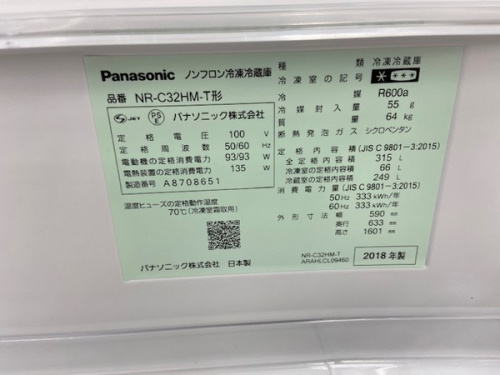 Panasonic ノンフロン冷凍冷蔵庫
品番 NR-C32HM-T形
JET PS E パナソニック株式会社
定格電圧 100 V
定格周波数 50/60 Hz
電動機の定格消費電力 93/93 W
電熱装置の定格消費電力 135 W
製造番号 A8708651
温度ヒューズの定格動作温度
70℃(冷凍室霜取用)
パナソニック株式会社 日本製
種類 冷凍冷蔵庫
冷凍室の記号 * ***
冷媒 R600a
冷媒封入量 55 g
質量 64 kg
断熱発泡ガス シクロペンタン
定格内容積(JIS C 9801-3:2015)
全定格内容積 315 L
冷凍室の定格内容積 66 L
冷蔵室の定格内容積 249 L
消費電力量(JIS C 9801-3:2015)
50Hz 333 kWh/年
60Hz 333 kWh/年
外形寸法 幅 590 mm
奥行 633 mm
高さ 1601 mm
NR-C32HM-T
ARAHLCL09450
2018年製